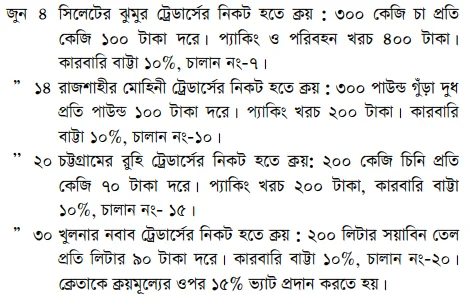 জুন ৪ সিলেটের ঝুমুর ট্রেডার্সের নিকট হতে ক্রয় : ৩০০ কেজি চা প্রতি
কেজি ১০০ টাকা দরে। প্যাকিং ও পরিবহন খরচ ৪০০ টাকা।
কারবারি বাট্টা ১০%, চালান নং-৭।
” ১৪ রাজশাহীর মোহিনী ট্রেডার্সের নিকট হতে ক্রয় : ৩০০ পাউন্ড গুঁড়া দুধ
প্রতি পাউন্ড ১০০ টাকা দরে। প্যাকিং খরচ ২০০ টাকা। কারবারি
বাট্টা ১০%, চালান নং-১০।
” ২০ চট্টগ্রামের রুহি ট্রেডার্সের নিকট হতে ক্রয়: ২০০ কেজি চিনি প্রতি
কেজি ৭০ টাকা দরে। প্যাকিং খরচ ২০০ টাকা, কারবারি বাট্টা
১০%, চালান নং- ১৫।
” ৩০ খুলনার নবাব ট্রেডার্সের নিকট হতে ক্রয় : ২০০ লিটার সয়াবিন তেল
প্রতি লিটার ৯০ টাকা দরে। কারবারি বাট্টা ১০%, চালান নং-২০।
ক্রেতাকে ক্রয়মূল্যের ওপর ১৫% ভ্যাট প্রদান করতে হয়।